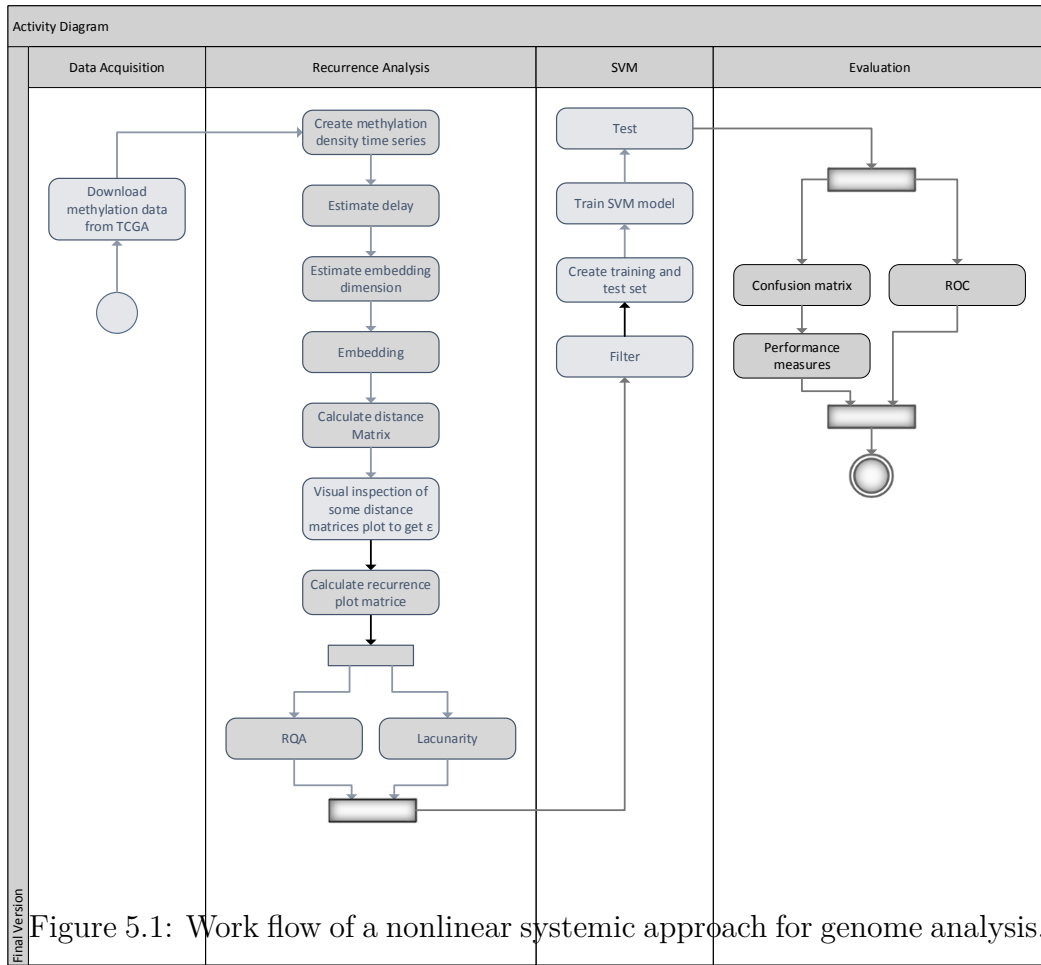 Activity Diagram
Data Acquisition
Recurrence Analysis
SVM
Evaluation
Download
methylation data
from TCGA
Create methylation
density time series
Estimate delay
Estimate embedding
dimension
Embedding
Calculate distance
Matrix
Visual inspection of
some distance
matrices plot to get ε
Calculate recurrence
plot matrice
RQA
Lacunarity
Test
Train SVM model
Create training and
test set
Filter
Confusion matrix
ROC
Performance
measures
Final Version
Figure 5.1: Work flow of a nonlinear systemic approach for genome analysis.